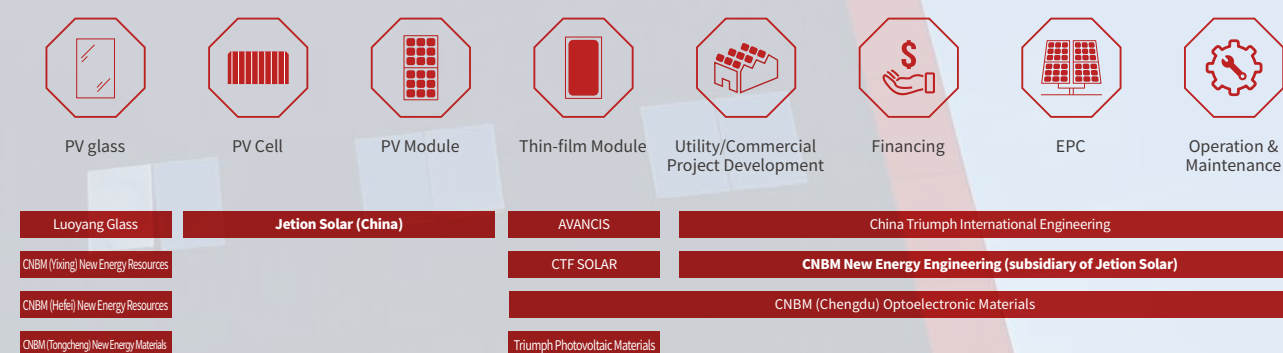 $
PV glass
PV Cell
PV Module
Thin-film Module
Utility/Commercial
Project Development
Financing
EPC
Operation &
Maintenance
Luoyang Glass
Jetion Solar (China)
AVANCIS
China Triumph International Engineering
CNBM (Yixing) New Energy Resources
CTF SOLAR
CNBM New Energy Engineering (subsidiary of Jetion Solar)
CNBM (Hefei) New Energy Resources
CNBM (Chengdu) Optoelectronic Materials
CNBM (Tongcheng) New Energy Materials
Triumph Photovoltaic Materials